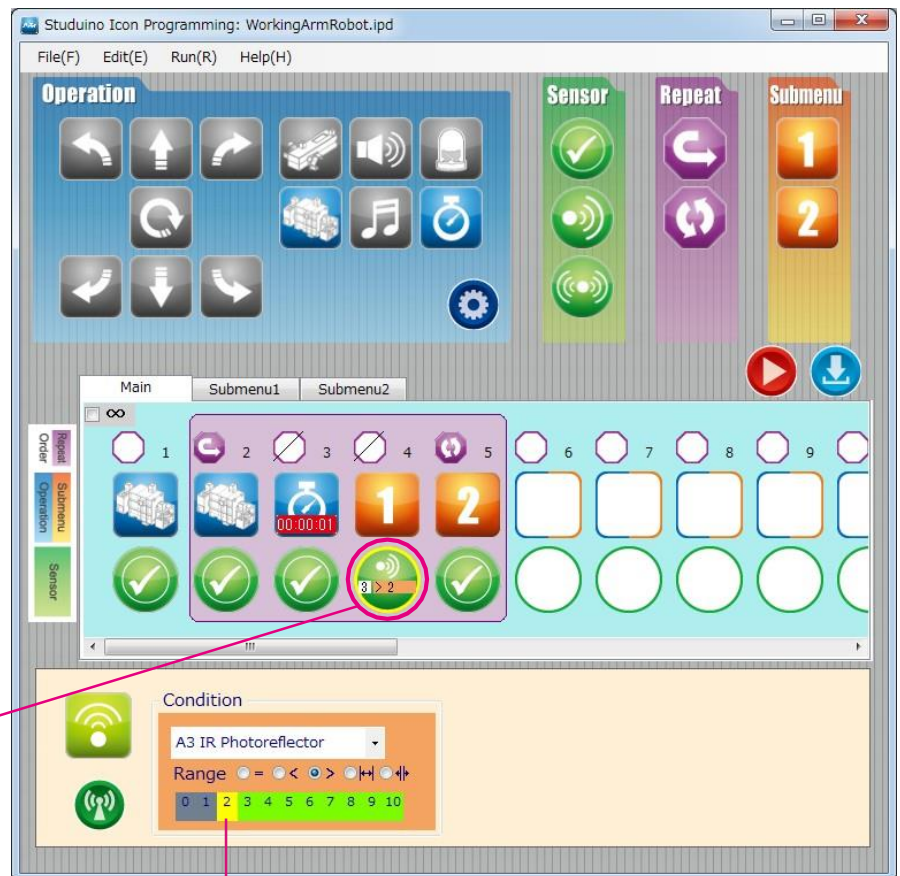 Studuino Icon Programming: WorkingArmRobot.ipd
File(F) Edit(E) Run(R) Help(H)
Operation
Sensor
Repeat
Submenu
1
2
Main Submenu1 Submenu2
∞
Repeat
Order
1 2 3 4 5 6 7 8 9
Submenu
Operation
00:00:01
1 2
Sensor
3 > 2
Condition
A3 IR Photoreflector
Range = < >
0 1 2 3 4 5 6 7 8 9 10